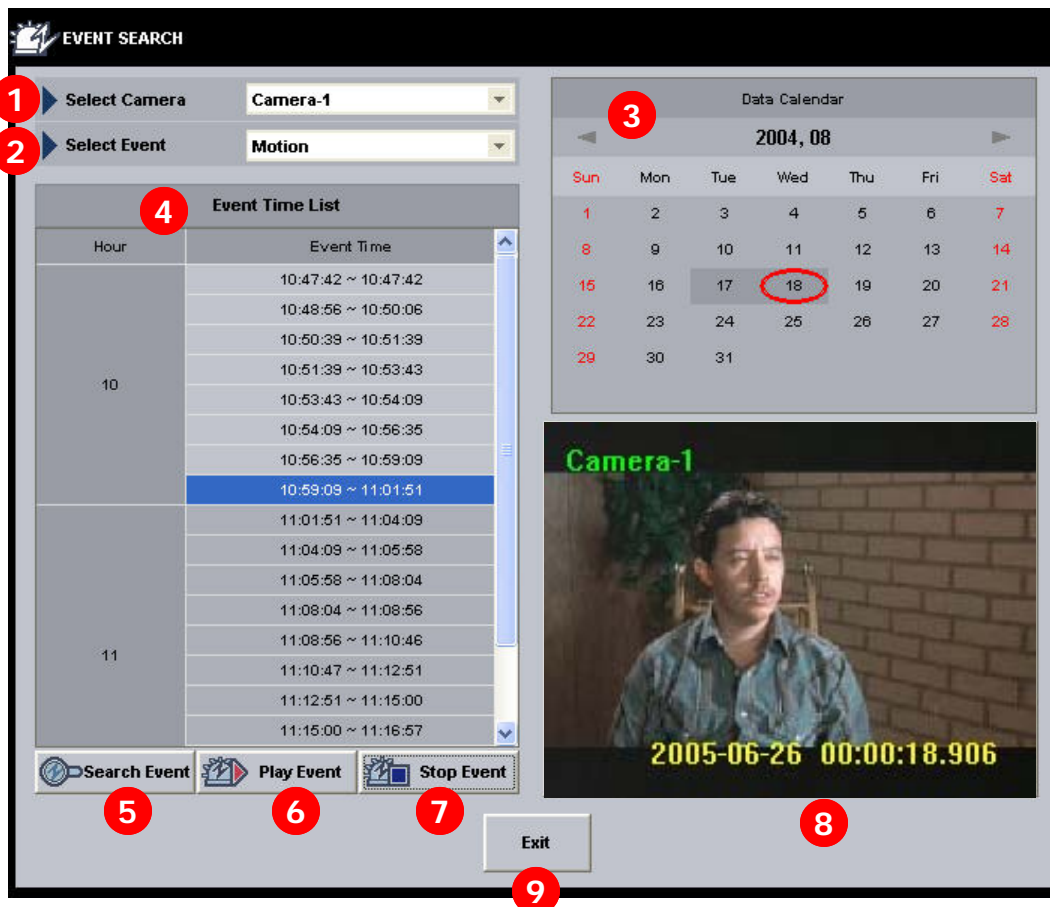 EVENT SEARCH
1 Select Camera Camera-1
2 Select Event Motion
4 Event Time List
Hour Event Time
10
10:47:42 ~ 10:47:42
10:48:56 ~ 10:50:06
10:50:39 ~ 10:51:39
10:51:39 ~ 10:53:43
10:53:43 ~ 10:54:09
10:54:09 ~ 10:56:35
10:56:35 ~ 10:59:09
10:59:09 ~ 11:01:51
11
11:01:51 ~ 11:04:09
11:04:09 ~ 11:05:58
11:05:58 ~ 11:08:04
11:08:04 ~ 11:08:56
11:08:56 ~ 11:10:46
11:10:47 ~ 11:12:51
11:12:51 ~ 11:15:00
11:15:00 ~ 11:16:57
Search Event Play Event Stop Event
5 6 7
3 Data Calendar
2004, 08
Sun Mon Tue Wed Thu Fri Sat
1 2 3 4 5 6 7
8 9 10 11 12 13 14
15 16 17 18 19 20 21
22 23 24 25 26 27 28
29 30 31
Camera-1
2005-06-26 00:00:18.906
8
Exit
9